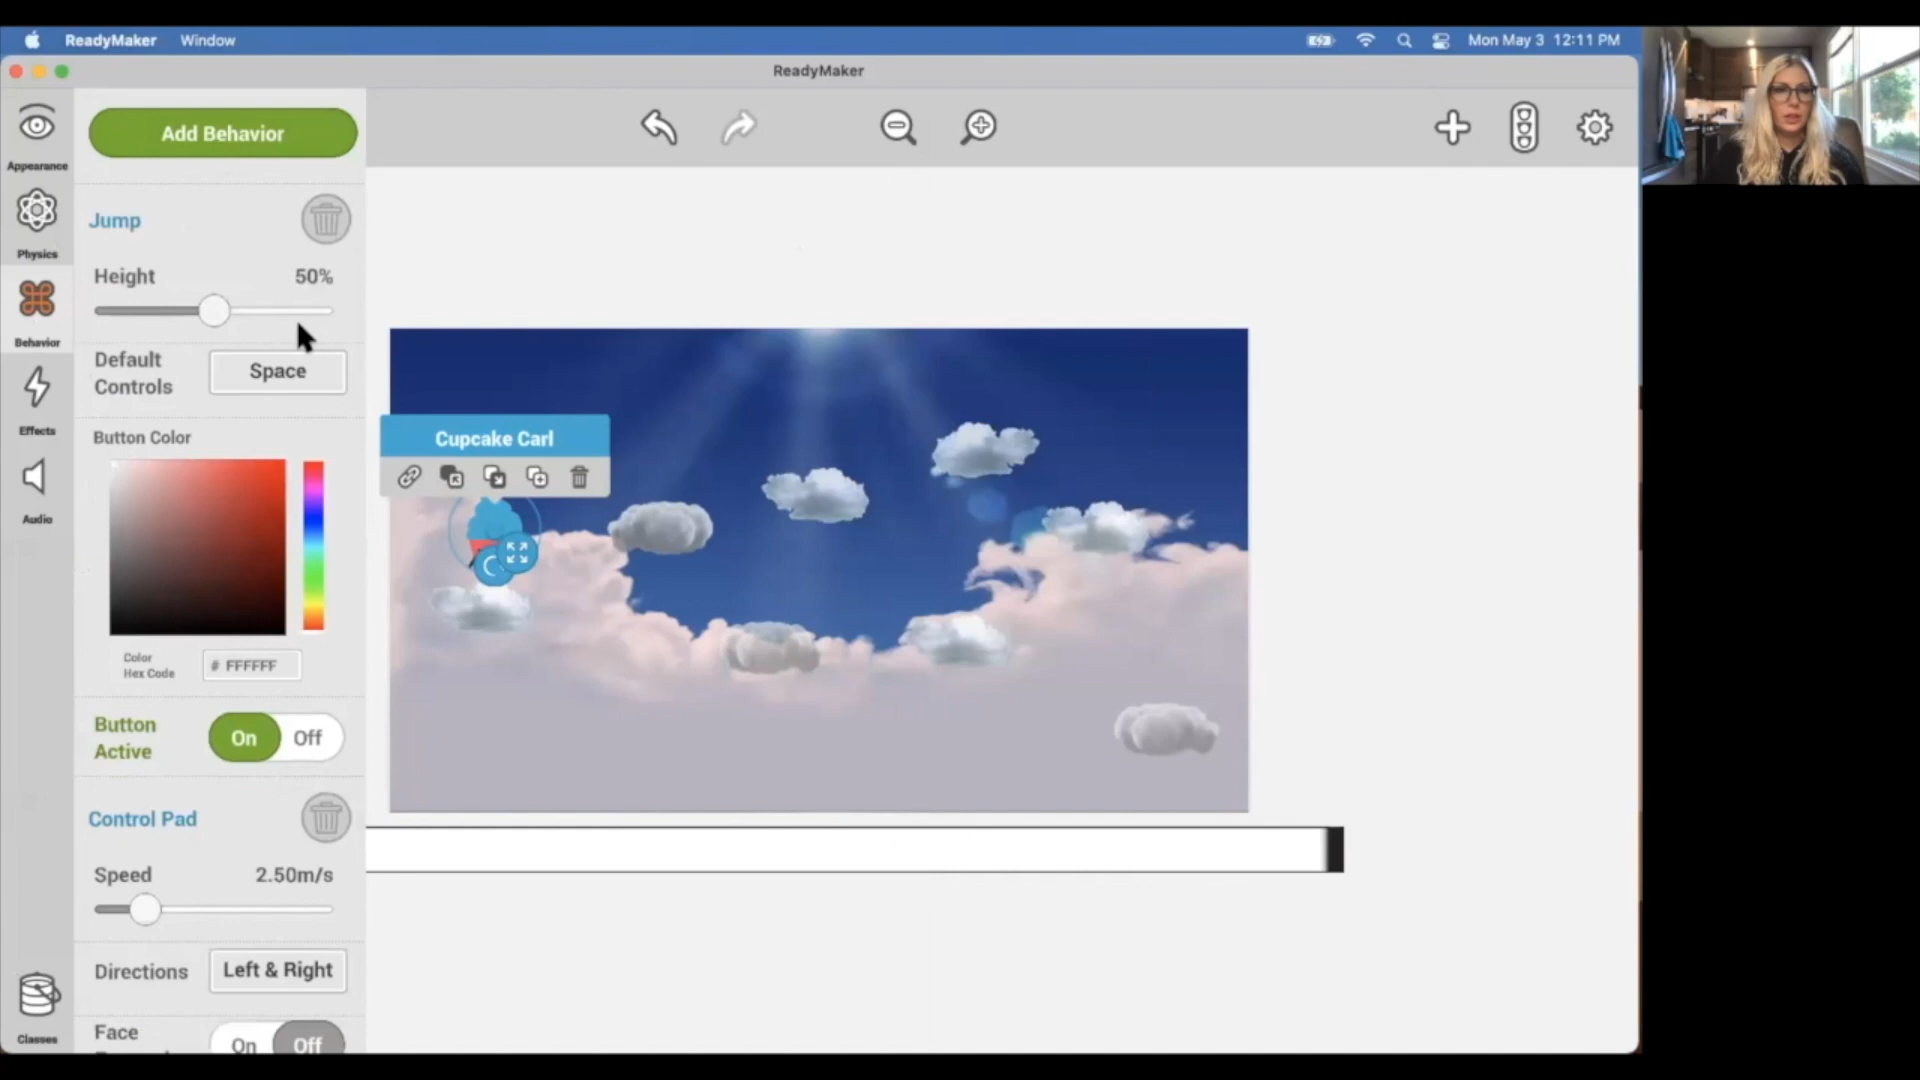 ReadyMaker Window Mon May 3 12:11 PM
ReadyMaker
Appearance
Physics
Behavior
Effects
Audio
Classes
Add Behavior
Jump
Height 50%
Default
Controls
Space
Button Color
Color
Hex Code
# FFFFFF
Button
Active
On Off
Control Pad
Speed 2.50m/s
Directions Left & Right
Face
On Off
Cupcake Carl